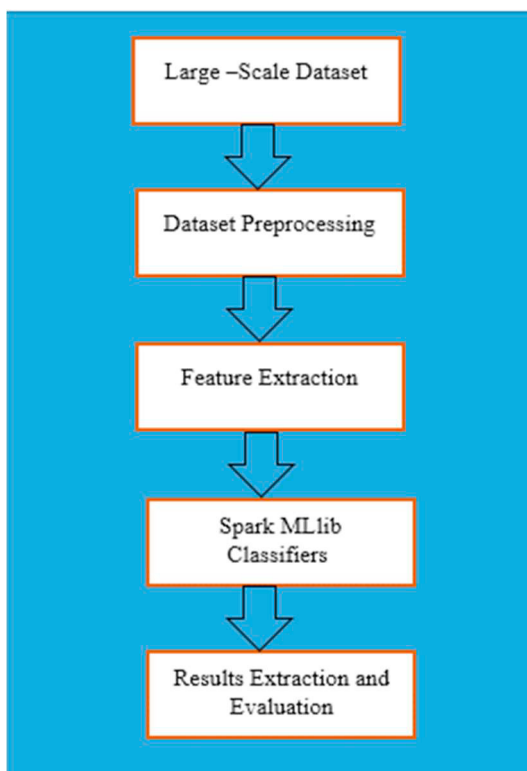 Large –Scale Dataset
Dataset Preprocessing
Feature Extraction
Spark MLlib
Classifiers
Results Extraction and
Evaluation